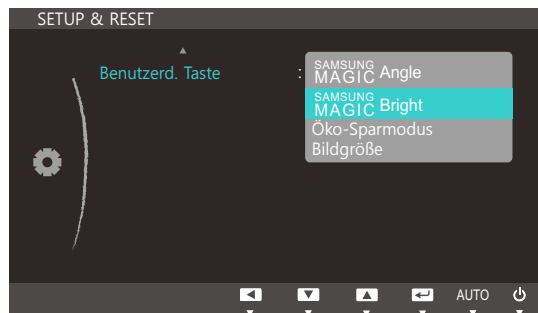 SETUP & RESET
Benutzerd. Taste : SAMSUNG MAGIC Angle
SAMSUNG MAGIC Bright
Öko-Sparmodus
Bildgröße
AUTO